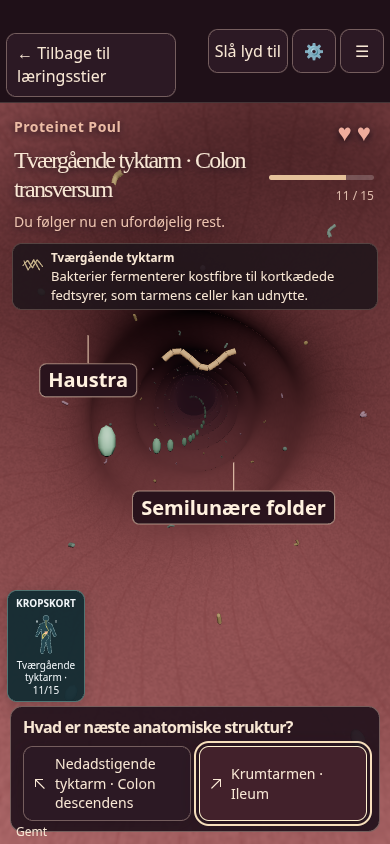 ← Tilbage til
læringsstier
Slå lyd til
Proteinet Poul
Tværgående tyktarm · Colon
transversum
11 / 15
Du følger nu en ufordøjelig rest.
Tværgående tyktarm
Bakterier fermenterer kostfibre til kortkædede
fedtsyrer, som tarmens celler kan udnytte.
Haustra
Semilunære folder
KROPSKORT
Tværgående
tyktarm ·
11/15
Hvad er næste anatomiske struktur?
Nedadstigende
tyktarm · Colon
descendens
Krumtarmen ·
Ileum
Gemt